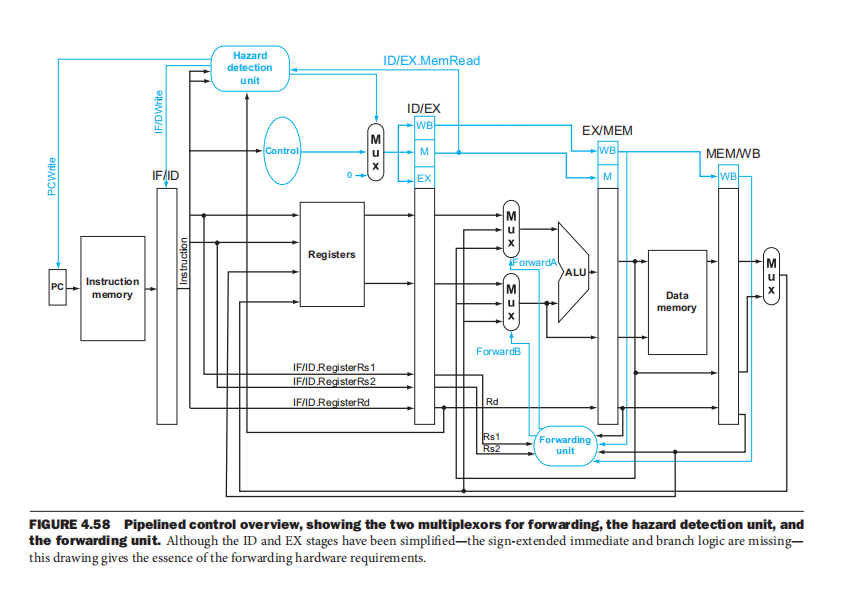 Hazard
detection
unit
ID/EX.MemRead
IF/DWrite
PCWrite
ID/EX
WB
M
EX
EX/MEM
WB
M
MEM/WB
WB
Control
M
u
x
0
IF/ID
PC
Instruction
memory
Instruction
Registers
M
u
x
ForwardA
M
u
x
ForwardB
ALU
Data
memory
M
u
x
IF/ID.RegisterRs1
IF/ID.RegisterRs2
IF/ID.RegisterRd
Rd
Rs1
Rs2
Forwarding
unit
FIGURE 4.58 Pipelined control overview, showing the two multiplexors for forwarding, the hazard detection unit, and
the forwarding unit. Although the ID and EX stages have been simplified—the sign-extended immediate and branch logic are missing—
this drawing gives the essence of the forwarding hardware requirements.